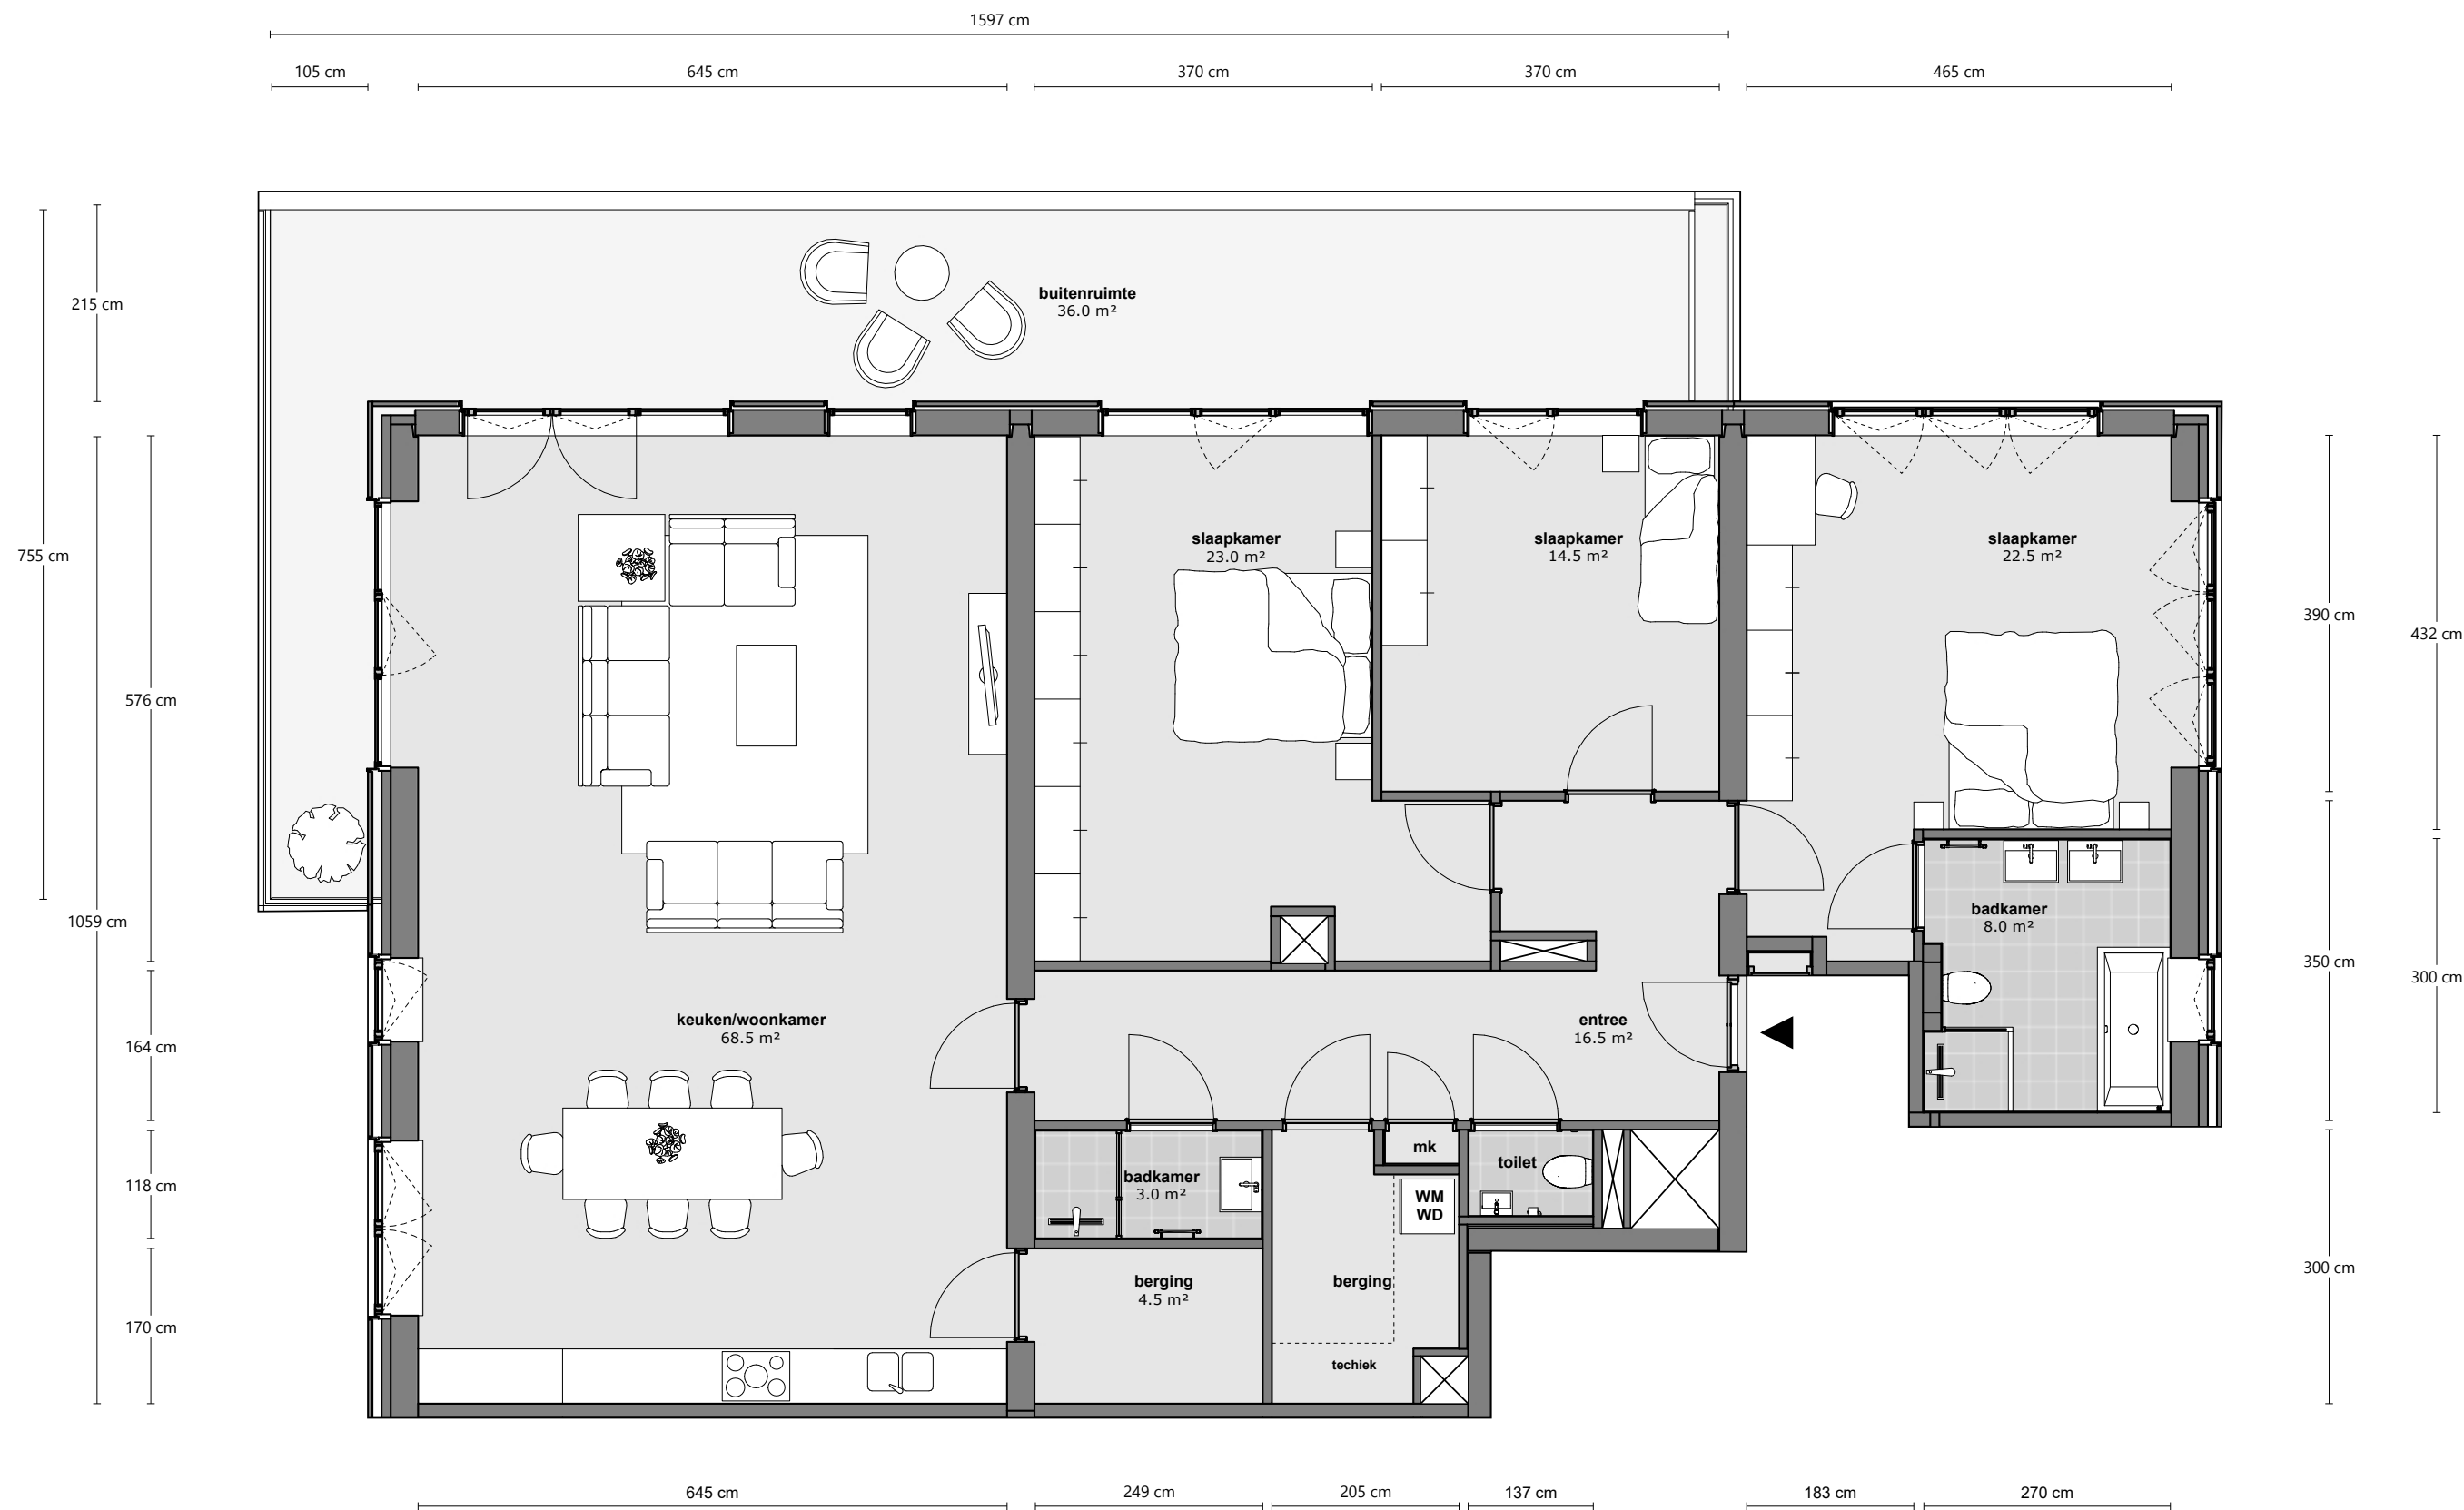 1597 cm
105 cm
645 cm
370 cm
370 cm
465 cm
215 cm
buitenruimte
36.0 m²
755 cm
slaapkamer
23.0 m²
slaapkamer
14.5 m²
slaapkamer
22.5 m²
390 cm
432 cm
576 cm
1059 cm
badkamer
8.0 m²
350 cm
300 cm
keuken/woonkamer
68.5 m²
entree
16.5 m²
164 cm
mk
toilet
badkamer
3.0 m²
118 cm
WM
WD
berging
4.5 m²
berging
300 cm
170 cm
techiek
645 cm
249 cm
205 cm
137 cm
183 cm
270 cm